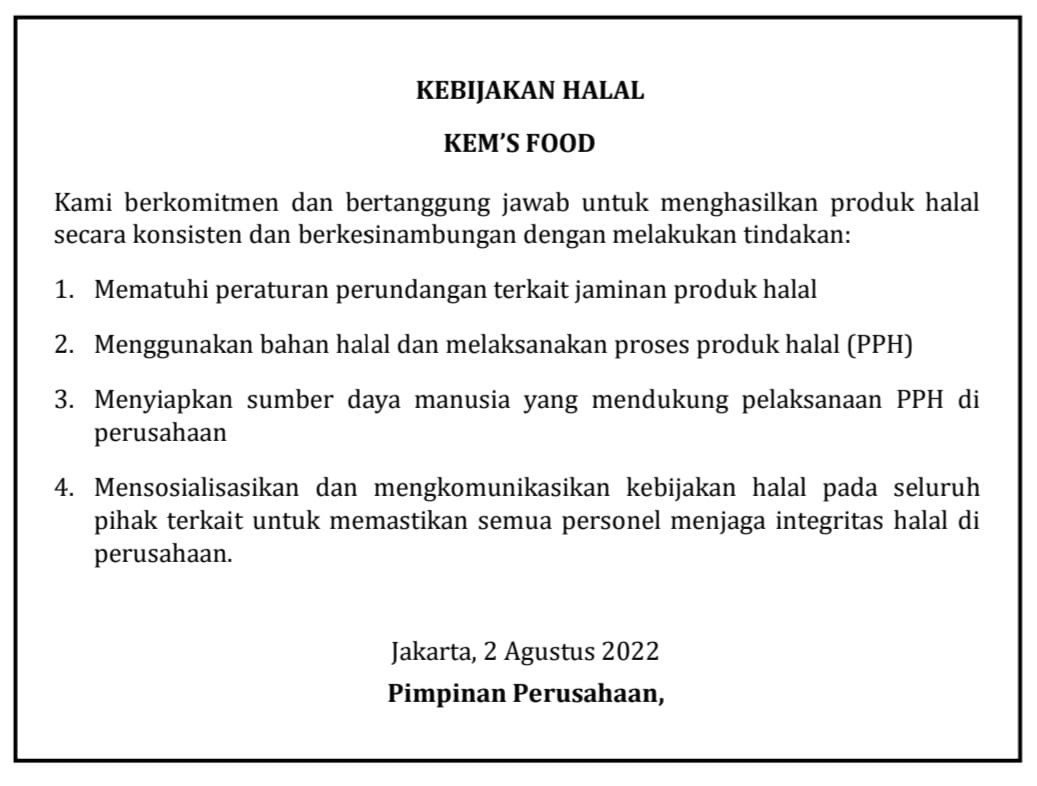 KEBIJAKAN HALAL
KEM’S FOOD
Kami berkomitmen dan bertanggung jawab untuk menghasilkan produk halal
secara konsisten dan berkesinambungan dengan melakukan tindakan:
1. Mematuhi peraturan perundangan terkait jaminan produk halal
2. Menggunakan bahan halal dan melaksanakan proses produk halal (PPH)
3. Menyiapkan sumber daya manusia yang mendukung pelaksanaan PPH di
perusahaan
4. Mensosialisasikan dan mengkomunikasikan kebijakan halal pada seluruh
pihak terkait untuk memastikan semua personel menjaga integritas halal di
perusahaan.
Jakarta, 2 Agustus 2022
Pimpinan Perusahaan,